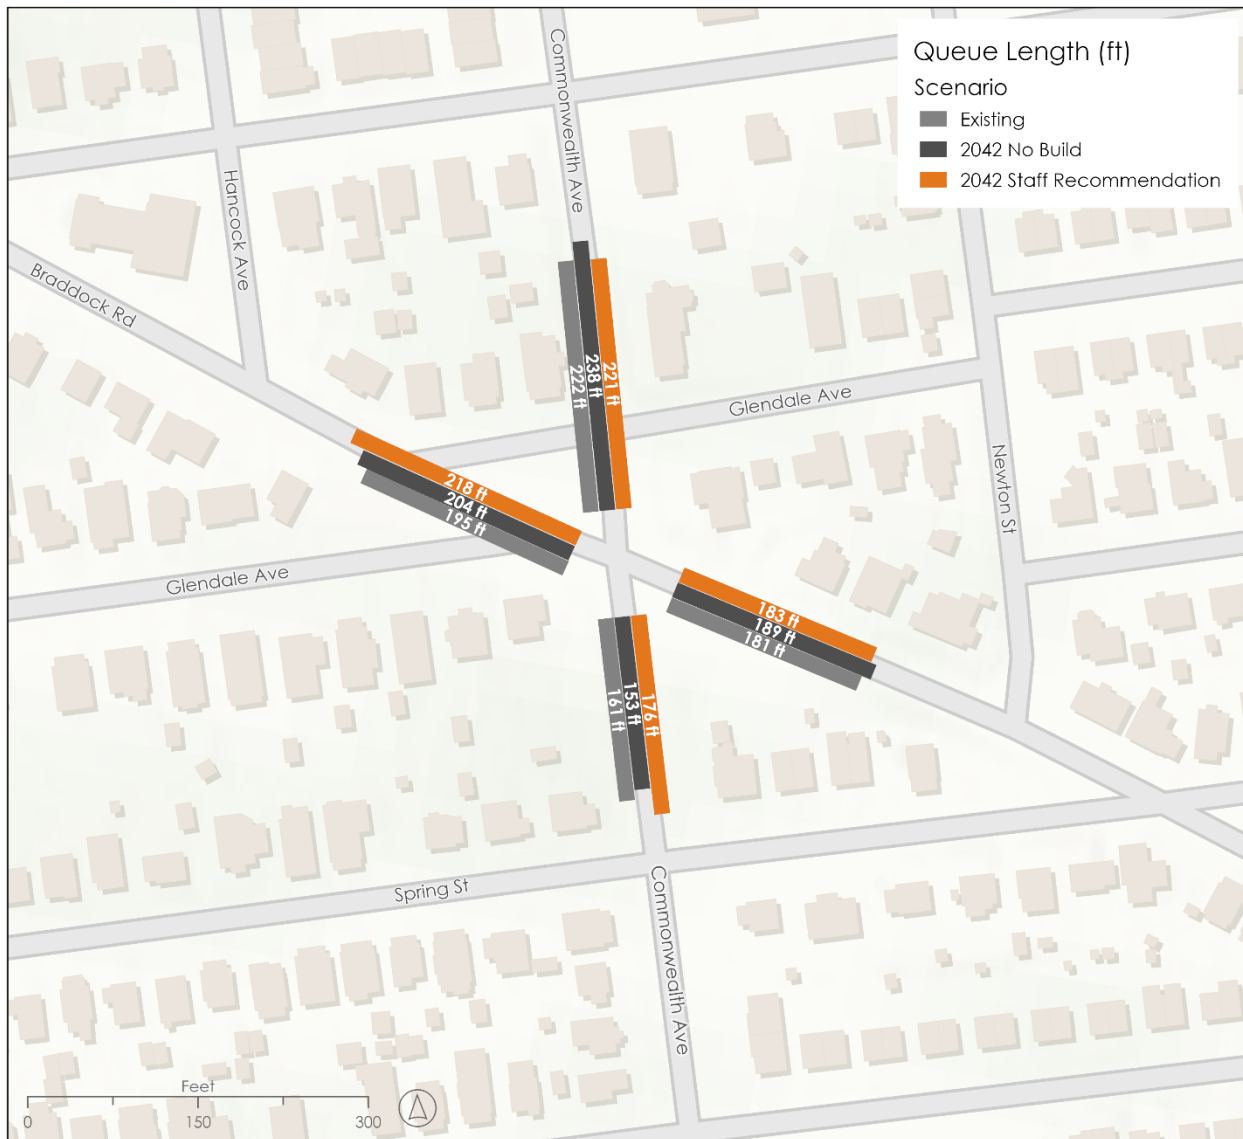 Queue Length (ft)
Scenario
Existing
2042 No Build
2042 Staff Recommendation
Commonwealth Ave
Hancock Ave
Braddock Rd
221 ft
238 ft
222 ft
Glendale Ave
Newton St
218 ft
204 ft
195 ft
Glendale Ave
183 ft
189 ft
181 ft
176 ft
153 ft
161 ft
Spring St
Commonwealth Ave
Feet
0 150 300